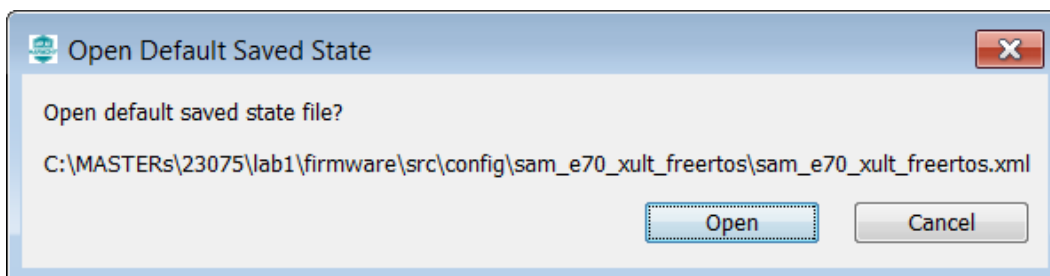 Open Default Saved State
Open default saved state file?
C:\MASTERs\23075\lab1\firmware\src\config\sam_e70_xult_freertos\sam_e70_xult_freertos.xml
Open Cancel